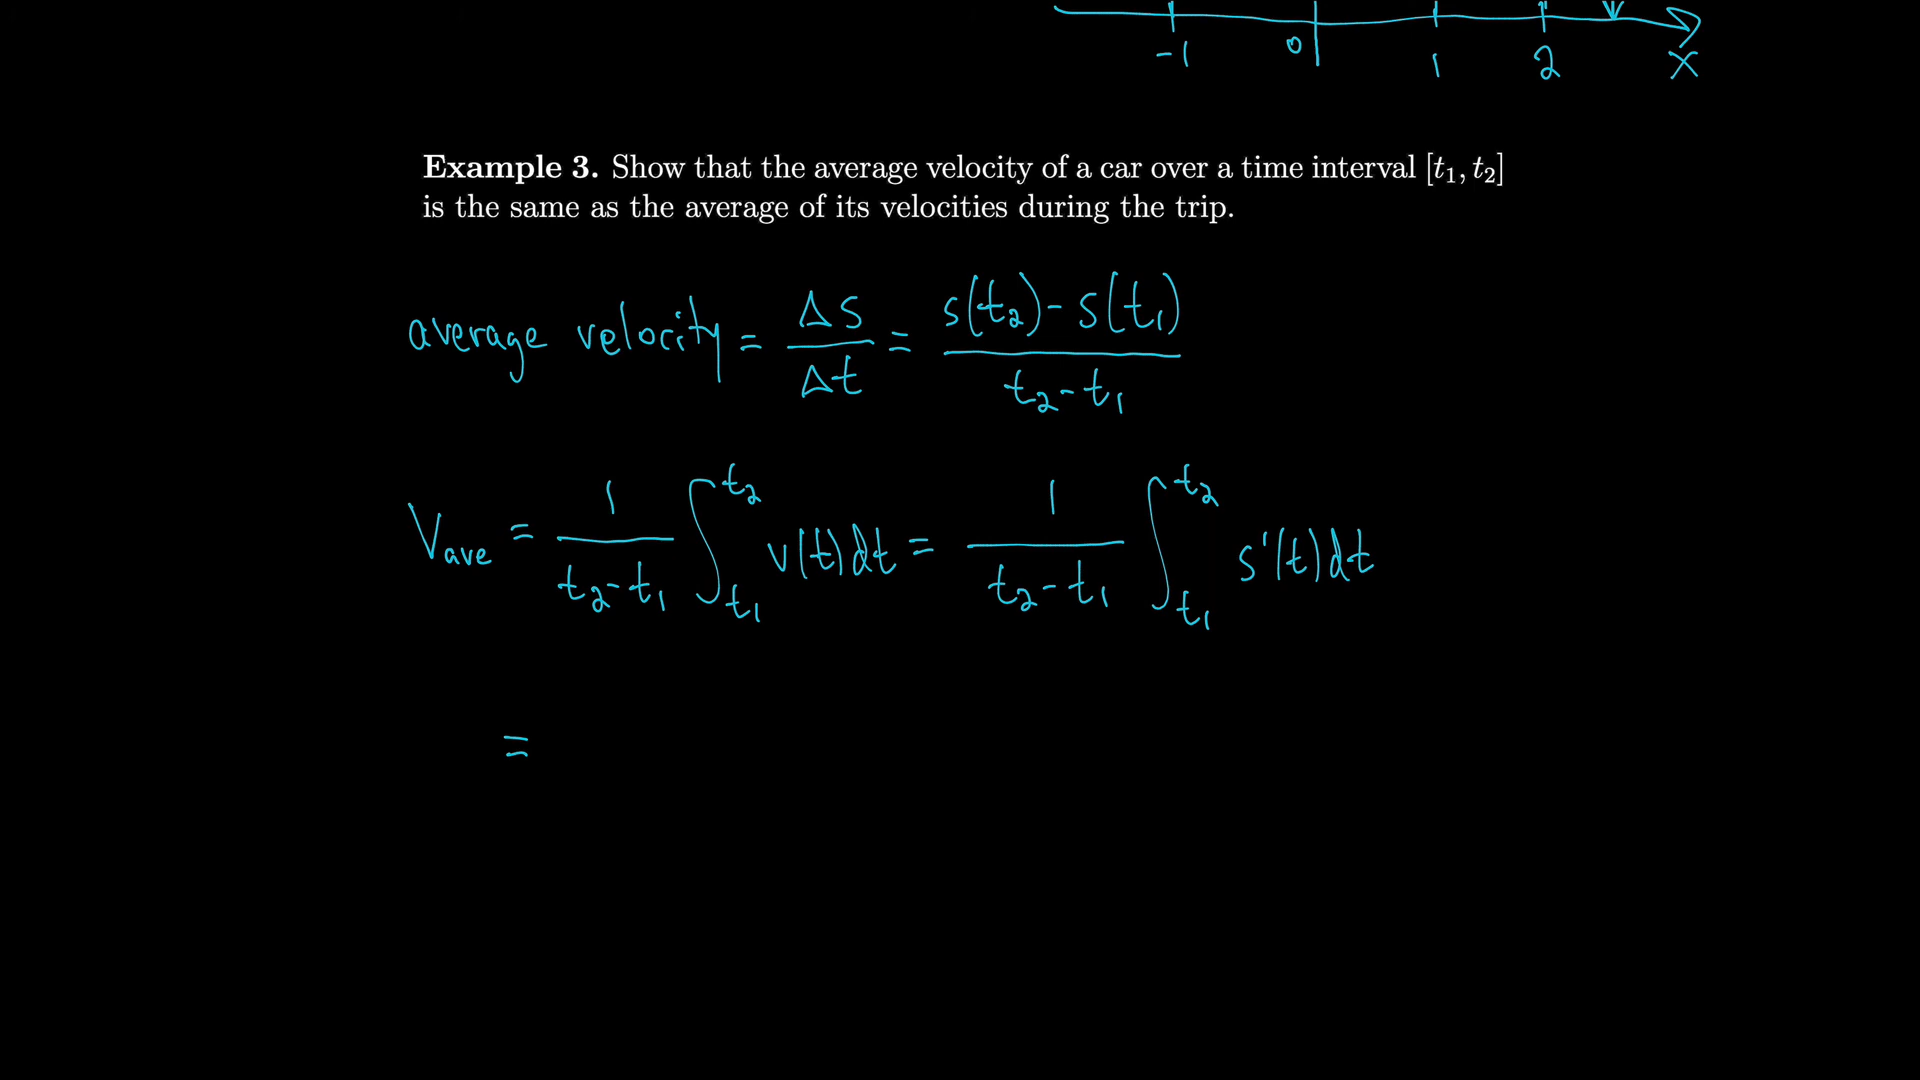 -1 0 1 2 x
Example 3. Show that the average velocity of a car over a time interval [t₁, t₂]
is the same as the average of its velocities during the trip.
average velocity = Δs/Δt = (s(t₂) - s(t₁))/(t₂ - t₁)
Vave = 1/(t₂ - t₁) ∫_{t₁}^{t₂} v(t)dt = 1/(t₂ - t₁) ∫_{t₁}^{t₂} s'(t)dt
=